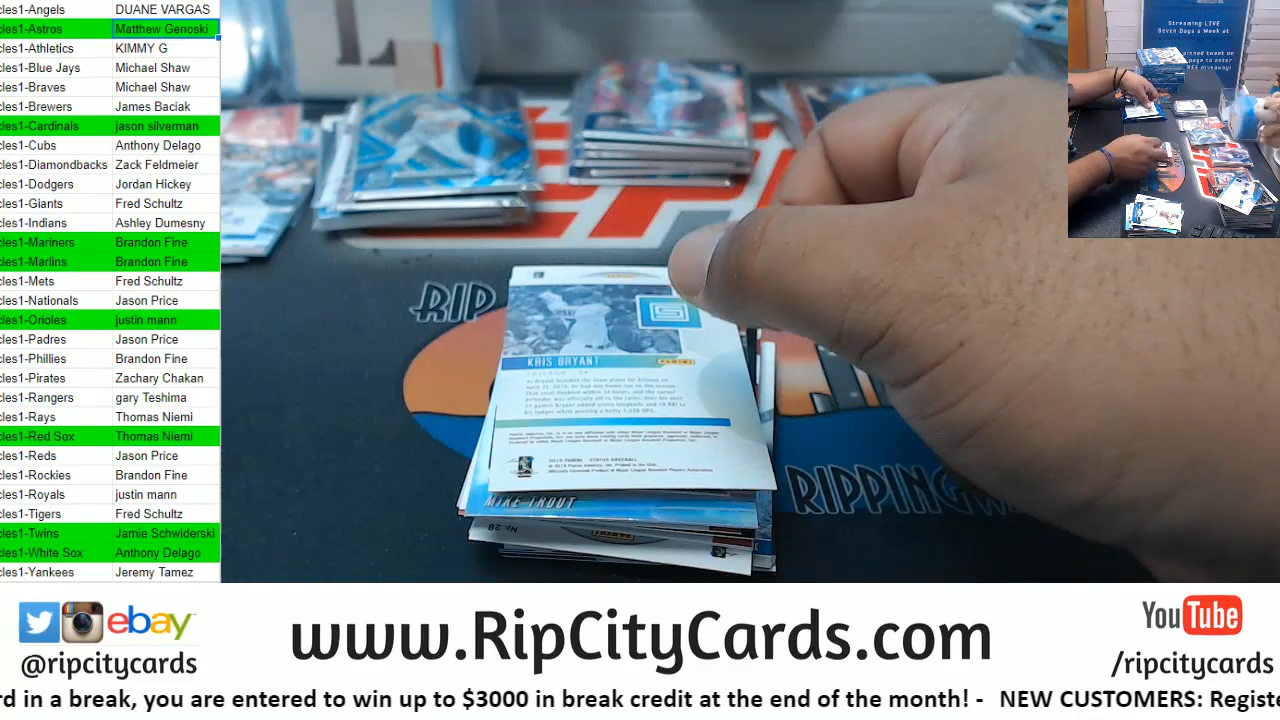 cles1-Angels DUANE VARGAS
cles1-Astros Matthew Genoski
cles1-Athletics KIMMY G
cles1-Blue Jays Michael Shaw
cles1-Braves Michael Shaw
cles1-Brewers James Baciak
cles1-Cardinals jason silverman
cles1-Cubs Anthony Delago
cles1-Diamondbacks Zack Feldmeier
cles1-Dodgers Jordan Hickey
cles1-Giants Fred Schultz
cles1-Indians Ashley Dumesny
cles1-Mariners Brandon Fine
cles1-Marlins Brandon Fine
cles1-Mets Fred Schultz
cles1-Nationals Jason Price
cles1-Orioles justin mann
cles1-Padres Jason Price
cles1-Phillies Brandon Fine
cles1-Pirates Zachary Chakan
cles1-Rangers gary Teshima
cles1-Rays Thomas Niemi
cles1-Red Sox Thomas Niemi
cles1-Reds Jason Price
cles1-Rockies Brandon Fine
cles1-Royals justin mann
cles1-Tigers Fred Schultz
cles1-Twins Jamie Schwiderski
cles1-White Sox Anthony Delago
cles1-Yankees Jeremy Tamez
Streaming LIVE
Seven Days a Week at
RIP
KRIS BRYANT
PANINI
MIKE TROUT
No. 28
RIPPING
ebay
@ripcitycards
www.RipCityCards.com
YouTube
/ripcitycards
rd in a break, you are entered to win up to $3000 in break credit at the end of the month! - NEW CUSTOMERS: Registe